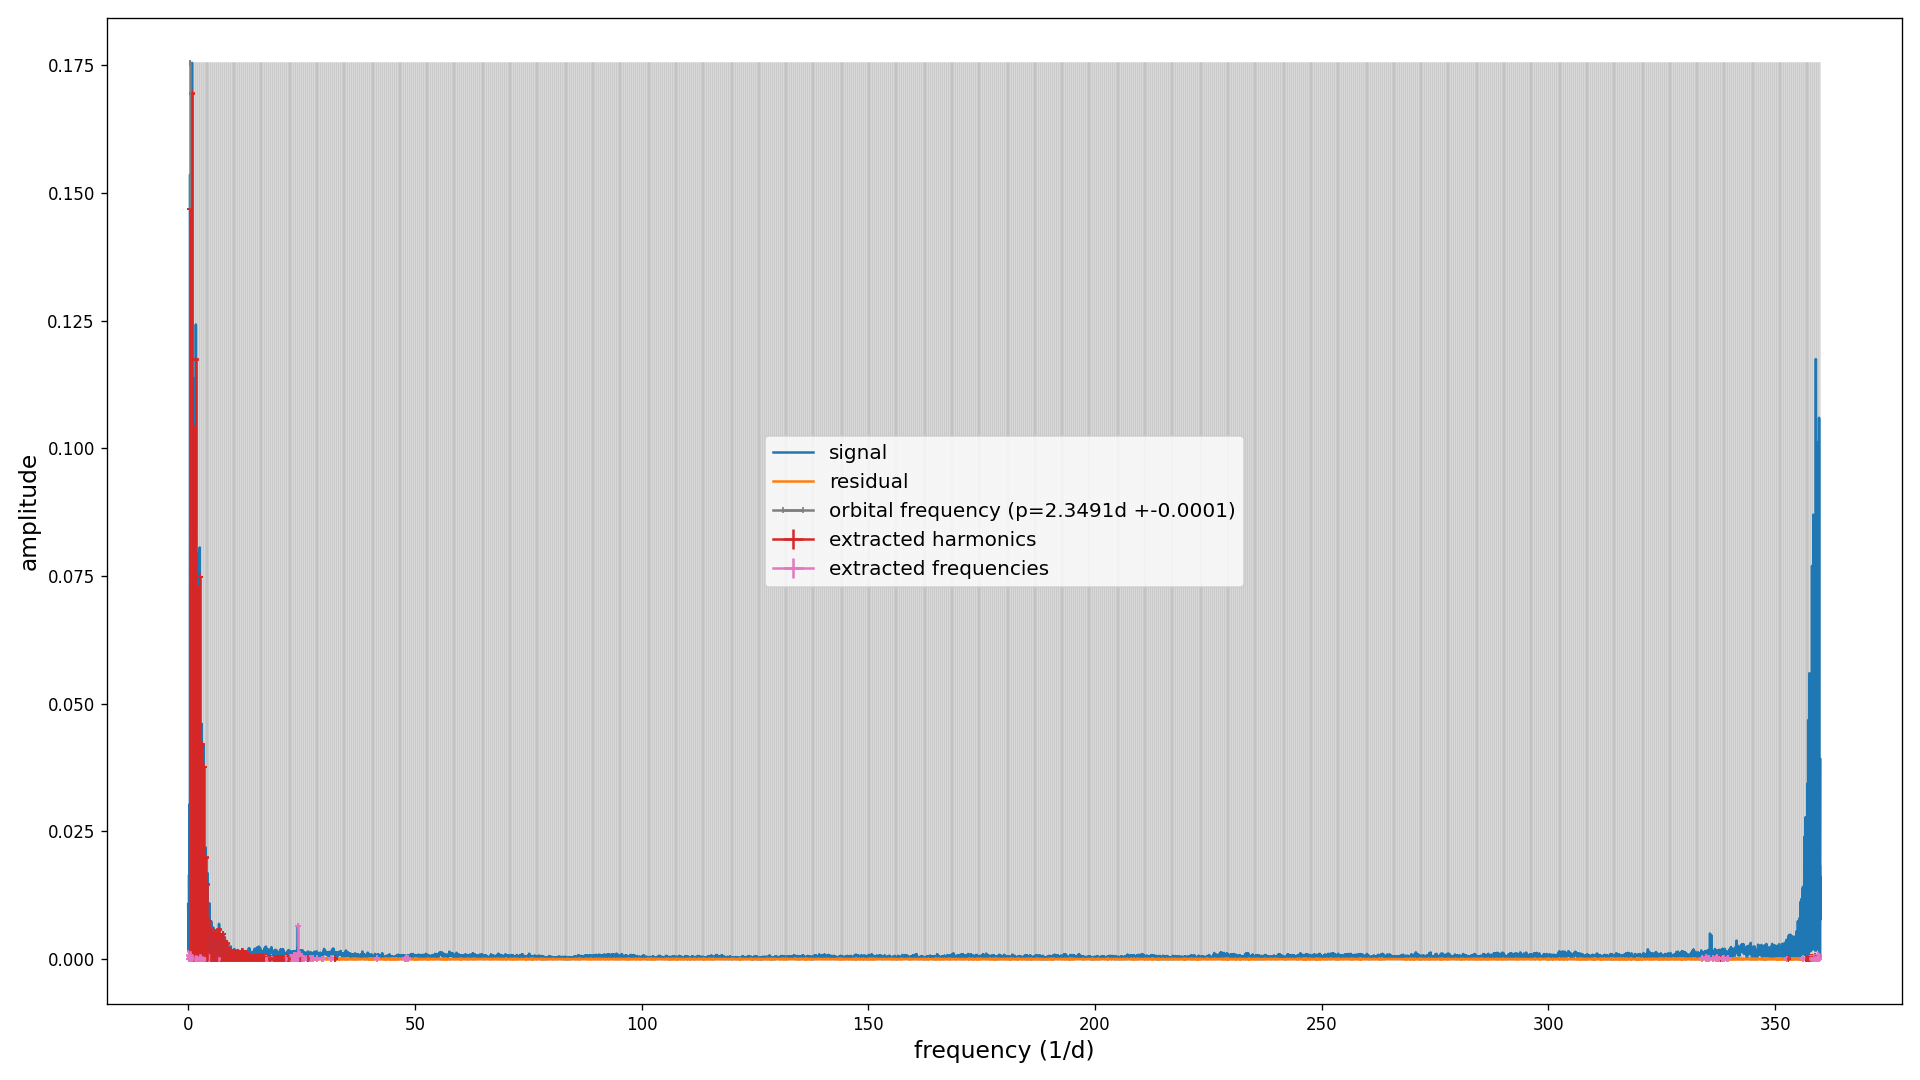 0.175
0.150
0.125
0.100
0.075
0.050
0.025
0.000
amplitude
signal
residual
orbital frequency (p=2.3491d +-0.0001)
extracted harmonics
extracted frequencies
0 50 100 150 200 250 300 350
frequency (1/d)